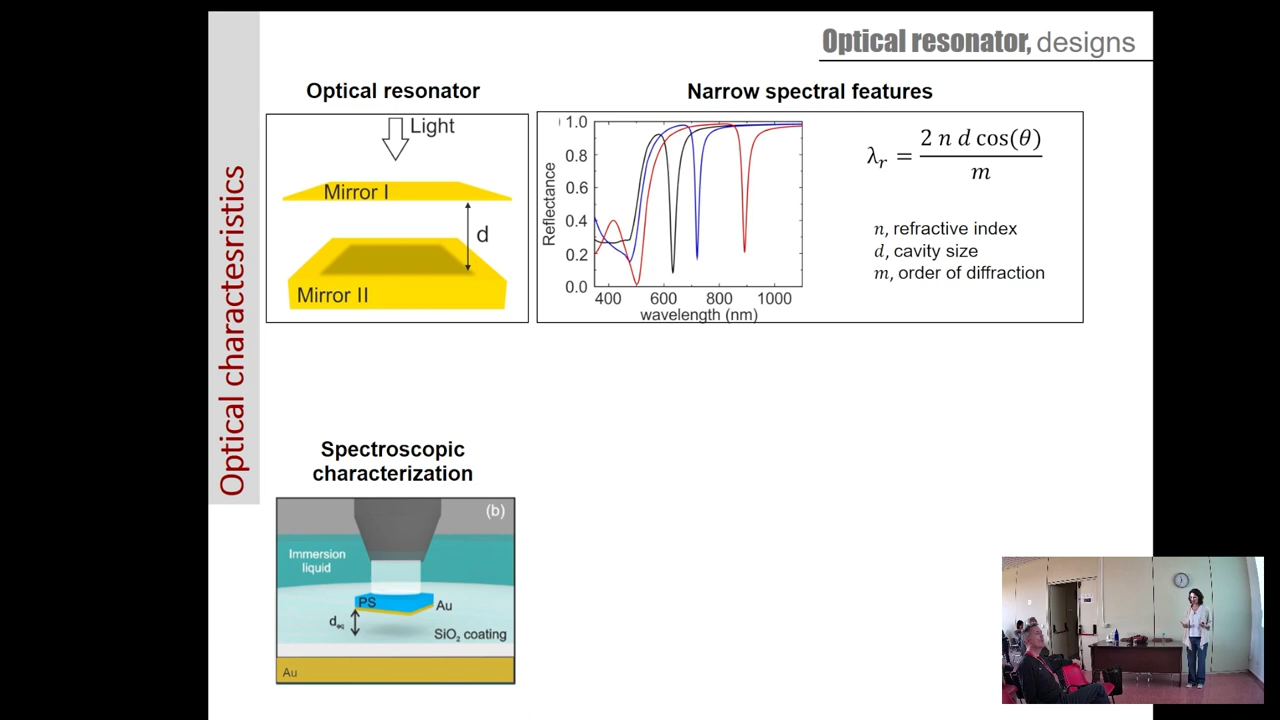 Optical resonator, designs
Optical charactesristics
Optical resonator
Light
Mirror I
d
Mirror II
Narrow spectral features
1.0
0.8
0.6
0.4
0.2
0.0
Reflectance
400 600 800 1000
wavelength (nm)
λᵣ = 2 n d cos(θ) / m
n, refractive index
d, cavity size
m, order of diffraction
Spectroscopic
characterization
(b)
Immersion
liquid
PS
Au
d_eq
SiO₂ coating
Au